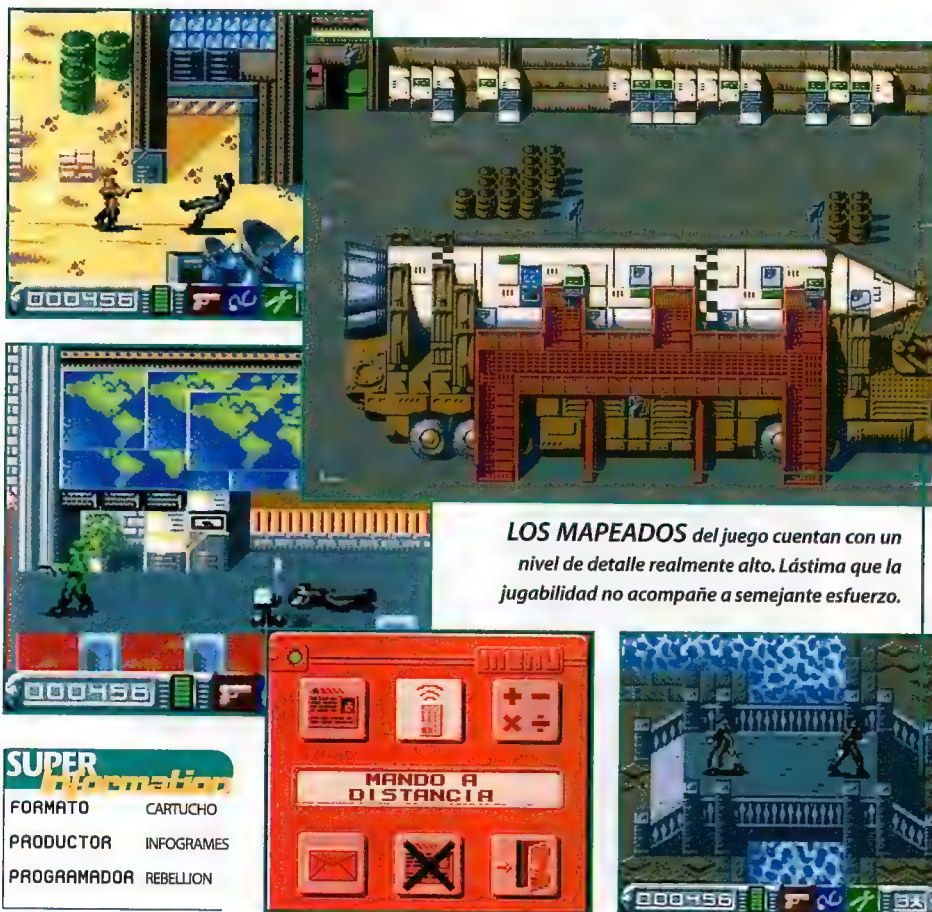 000456
LOS MAPEADOS del juego cuentan con un
nivel de detalle realmente alto. Lástima que la
jugabilidad no acompañe a semejante esfuerzo.
000456
MENU
MANDO A
DISTANCIA
SUPER
Information
FORMATO CARTUCHO
PRODUCTOR INFOGRAMES
PROGRAMADOR REBELLION
000456